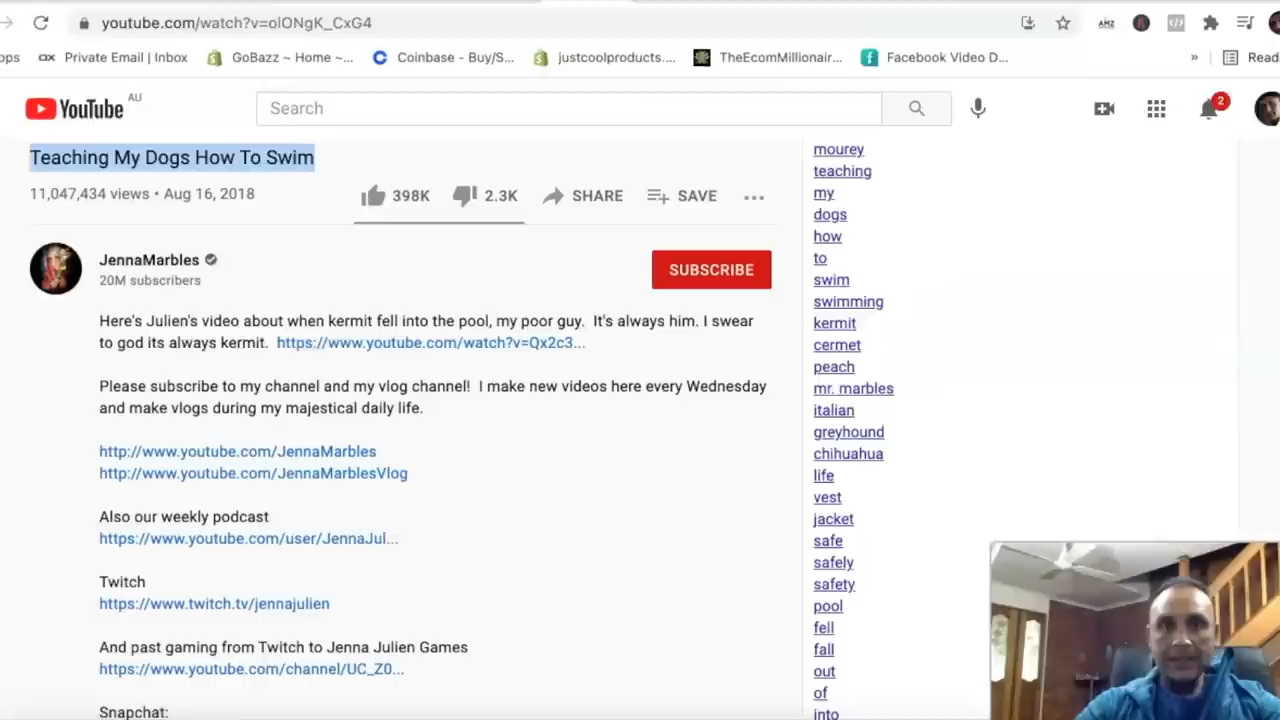 youtube.com/watch?v=olONgK_CxG4
pps
Private Email | Inbox
GoBazz ~ Home ~...
Coinbase - Buy/S...
justcoolproducts....
TheEcomMillionair...
Facebook Video D...
»
Read
YouTube AU
Search
2
Teaching My Dogs How To Swim
11,047,434 views • Aug 16, 2018
398K
2.3K
SHARE
SAVE
JennaMarbles
20M subscribers
SUBSCRIBE
Here's Julien's video about when kermit fell into the pool, my poor guy.  It's always him. I swear
to god its always kermit.  https://www.youtube.com/watch?v=Qx2c3...
Please subscribe to my channel and my vlog channel!  I make new videos here every Wednesday
and make vlogs during my majestical daily life.
http://www.youtube.com/JennaMarbles
http://www.youtube.com/JennaMarblesVlog
Also our weekly podcast
https://www.youtube.com/user/JennaJul...
Twitch
https://www.twitch.tv/jennajulien
And past gaming from Twitch to Jenna Julien Games
https://www.youtube.com/channel/UC_Z0...
Snapchat:
mourey
teaching
my
dogs
how
to
swim
swimming
kermit
cermet
peach
mr. marbles
italian
greyhound
chihuahua
life
vest
jacket
safe
safely
safety
pool
fell
fall
out
of
into